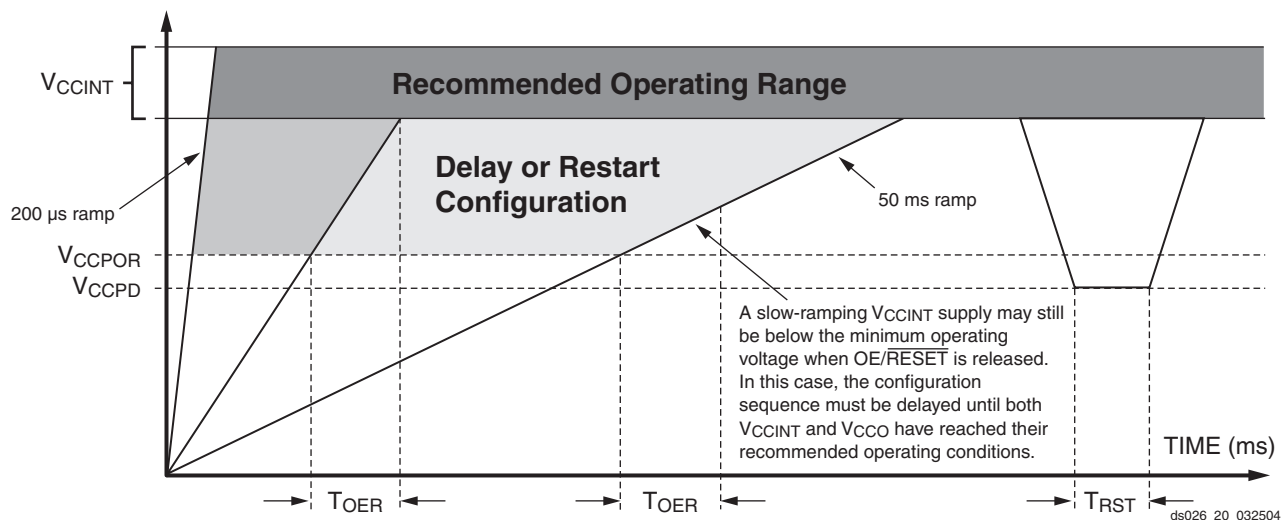 VCCINT
Recommended Operating Range
Delay or Restart
Configuration
200 µs ramp
50 ms ramp
VCCPOR
VCCPD
A slow-ramping VCCINT supply may still
be below the minimum operating
voltage when OE/RESET is released.
In this case, the configuration
sequence must be delayed until both
VCCINT and VCCO have reached their
recommended operating conditions.
TIME (ms)
TOER
TOER
TRST
ds026_20_032504